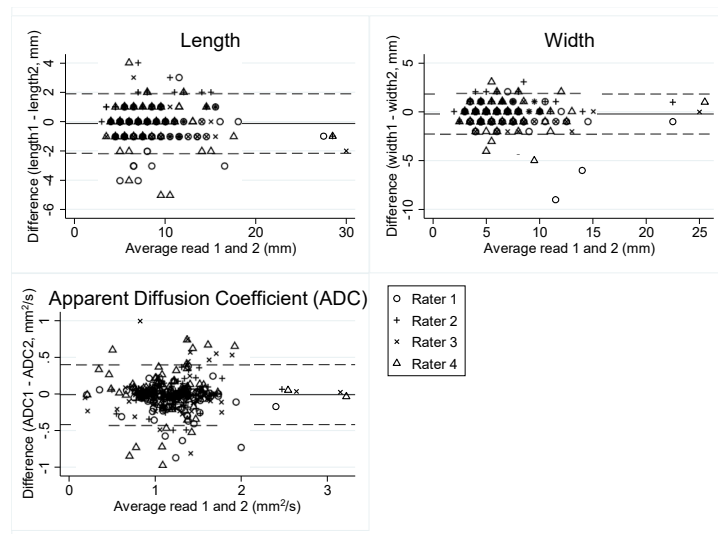 Length
Difference (length1 - length2, mm)
4
2
0
-2
-4
-6
0
10
20
30
Average read 1 and 2 (mm)
Width
Difference (width1 - width2, mm)
5
0
-5
-10
0
5
10
15
20
25
Average read 1 and 2 (mm)
Apparent Diffusion Coefficient (ADC)
Difference (ADC1 - ADC2, mm²/s)
1
.5
0
-.5
-1
0
1
2
3
Average read 1 and 2 (mm²/s)
Rater 1
Rater 2
Rater 3
Rater 4